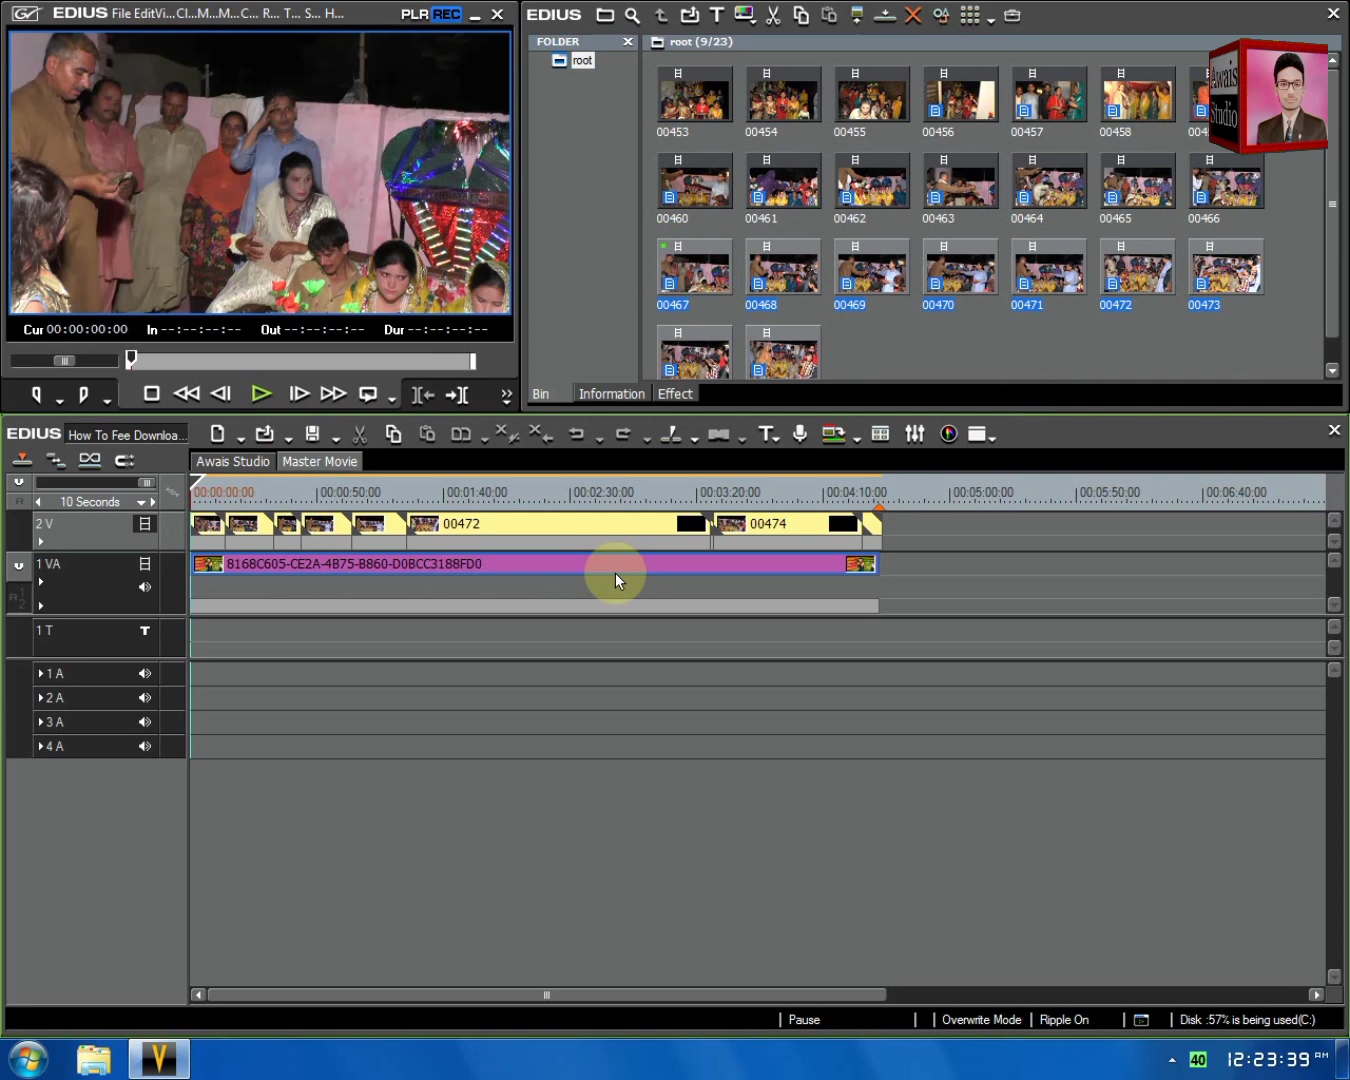 EDIUS File EditVi...Cl...M...M...C... R... T... S... H...
PLR REC
Cur 00:00:00:00 In --:--:--:-- Out --:--:--:-- Dur --:--:--:--
EDIUS
FOLDER
root
root (9/23)
00453 00454 00455 00456 00457 00458
Awais
Studio
00460 00461 00462 00463 00464 00465 00466
00467 00468 00469 00470 00471 00472 00473
Bin Information Effect
EDIUS How To Fee Downloa...
Awais Studio Master Movie
10 Seconds
00:00:00:00 00:00:50:00 00:01:40:00 00:02:30:00 00:03:20:00 00:04:10:00 00:05:00:00 00:05:50:00 00:06:40:00
2 V
00472 00474
1 VA
8168C605-CE2A-4B75-B860-D0BCC3188FD0
1 T T
1 A
2 A
3 A
4 A
Pause Overwrite Mode Ripple On Disk :57% is being used(C:)
40 12:23:39 AM